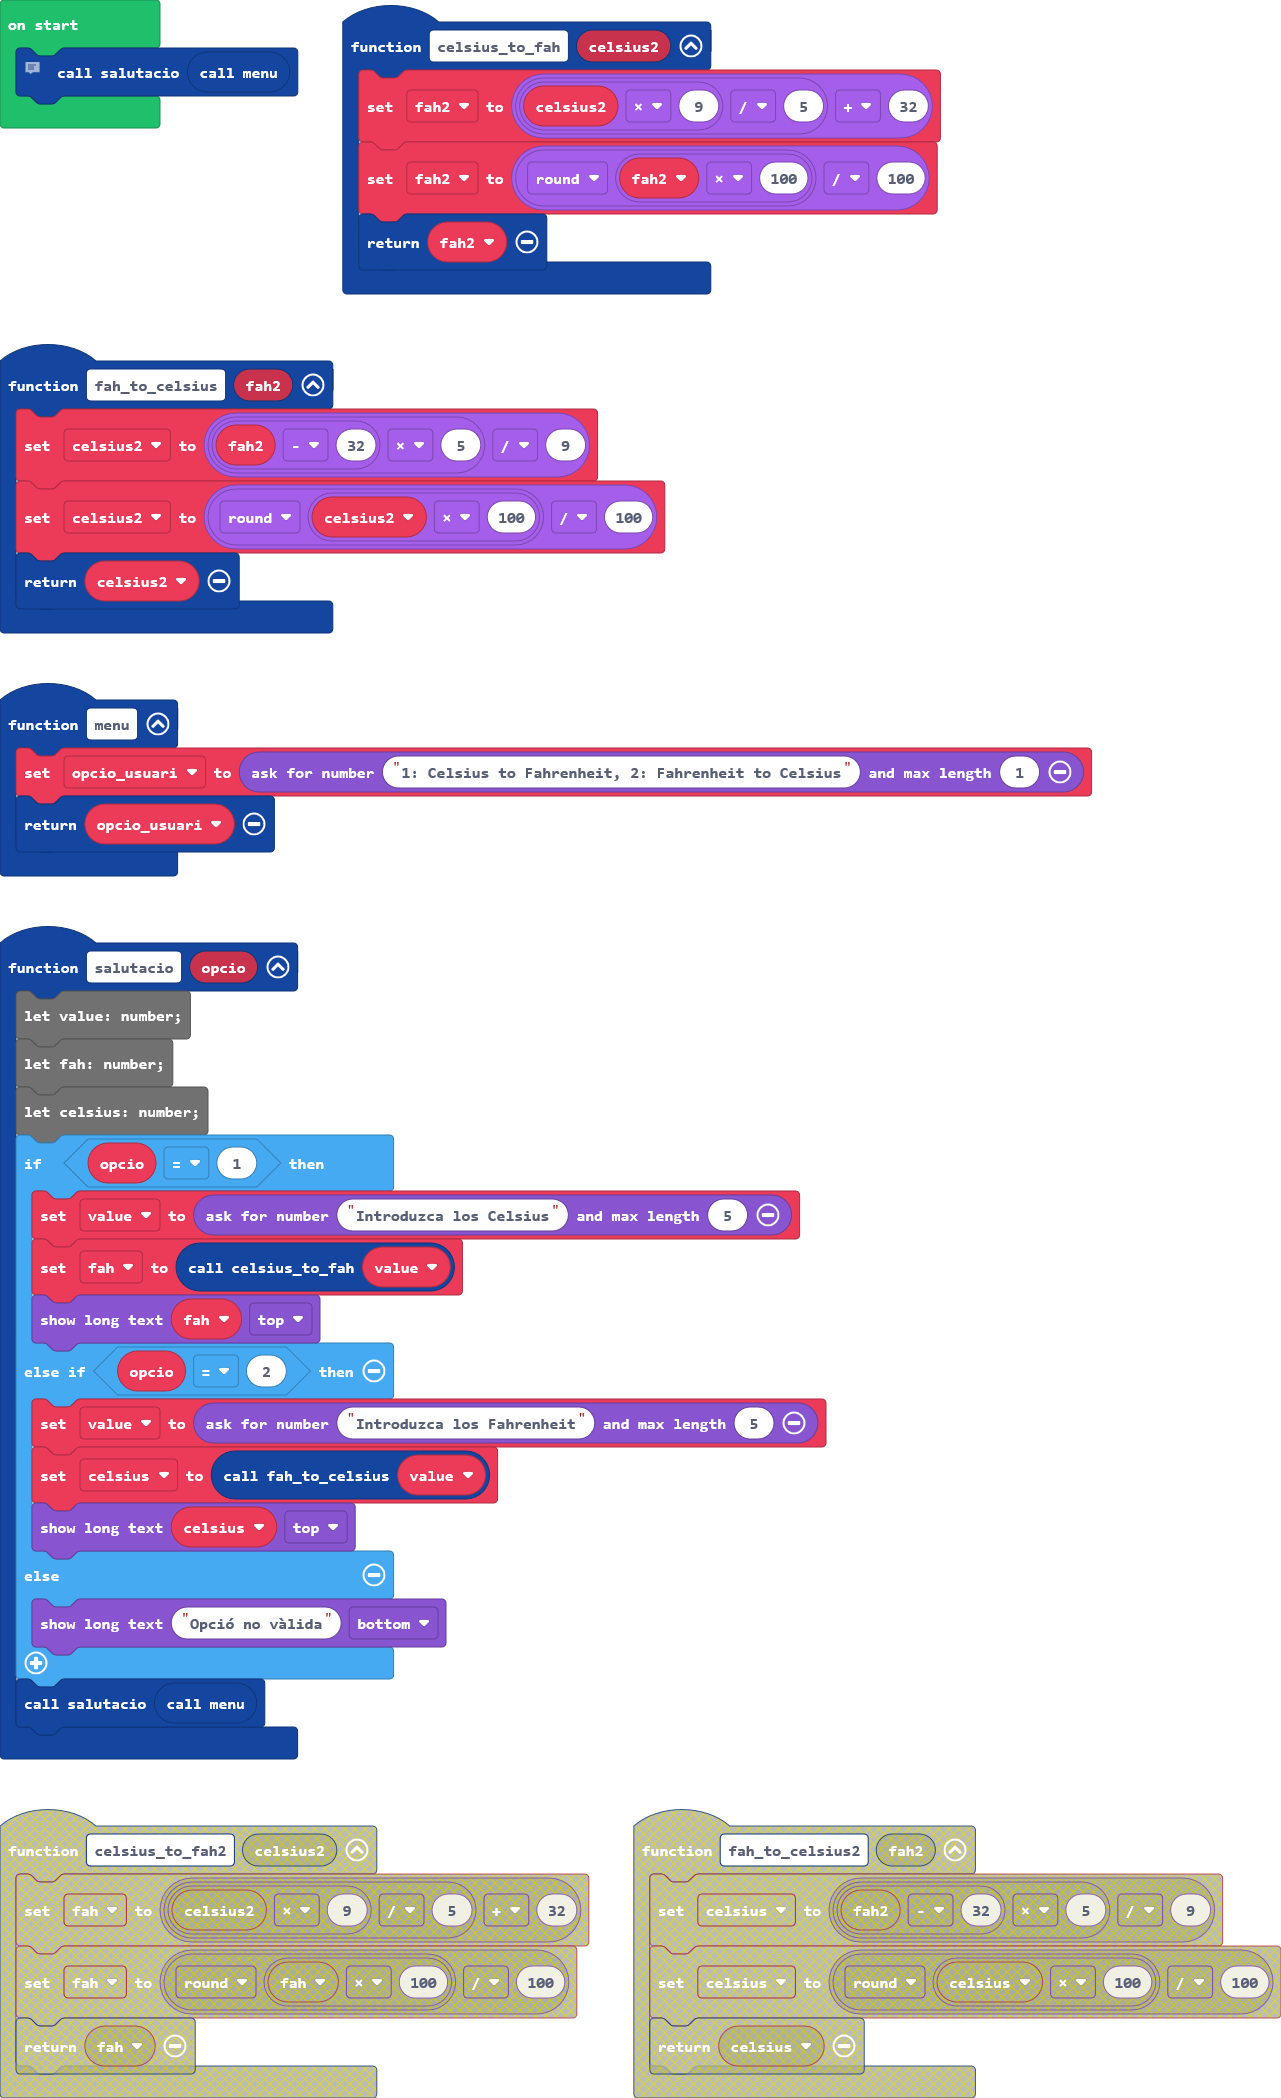 on start
call salutacio call menu
function celsius_to_fah celsius2
set fah2 to celsius2 × 9 / 5 + 32
set fah2 to round fah2 × 100 / 100
return fah2
function fah_to_celsius fah2
set celsius2 to fah2 - 32 × 5 / 9
set celsius2 to round celsius2 × 100 / 100
return celsius2
function menu
set opcio_usuari to ask for number "1: Celsius to Fahrenheit, 2: Fahrenheit to Celsius" and max length 1
return opcio_usuari
function salutacio opcio
let value: number;
let fah: number;
let celsius: number;
if opcio = 1 then
set value to ask for number "Introduzca los Celsius" and max length 5
set fah to call celsius_to_fah value
show long text fah top
else if opcio = 2 then
set value to ask for number "Introduzca los Fahrenheit" and max length 5
set celsius to call fah_to_celsius value
show long text celsius top
else
show long text "Opció no vàlida" bottom
call salutacio call menu
function celsius_to_fah2 celsius2
set fah to celsius2 × 9 / 5 + 32
set fah to round fah × 100 / 100
return fah
function fah_to_celsius2 fah2
set celsius to fah2 - 32 × 5 / 9
set celsius to round celsius × 100 / 100
return celsius